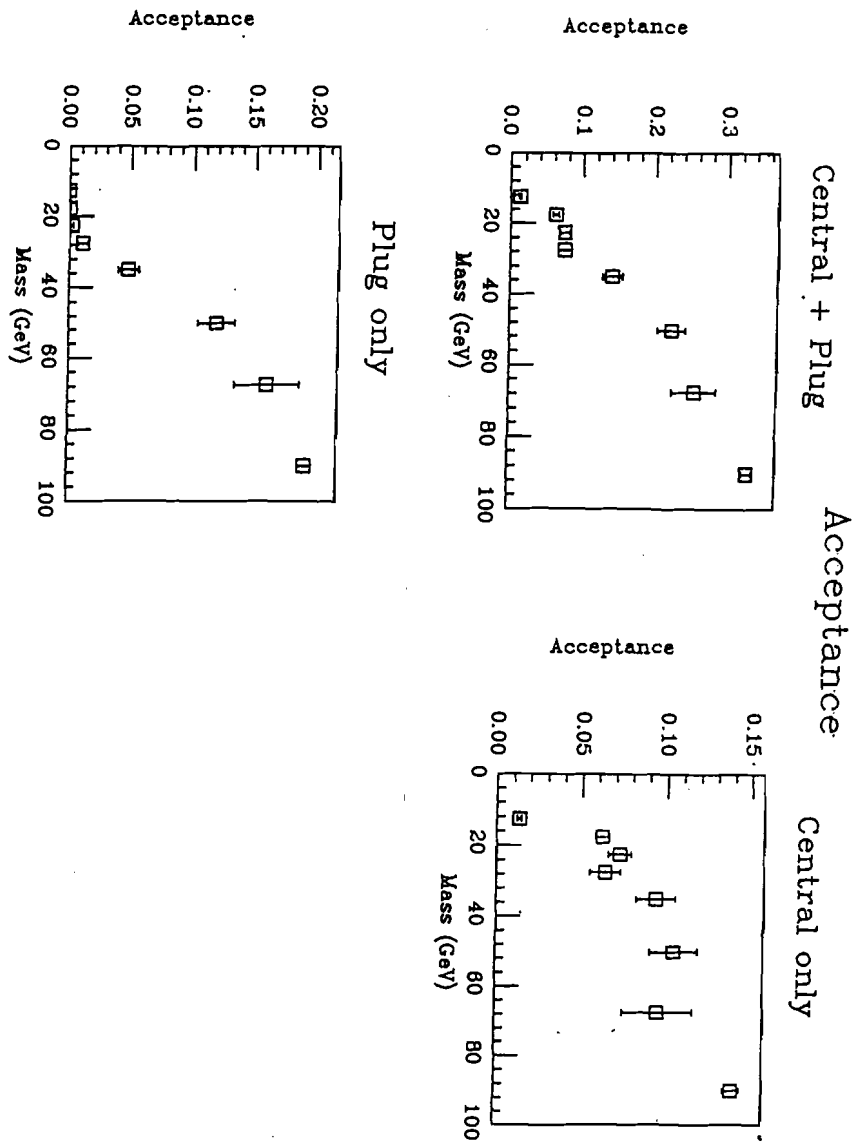 Acceptance
Central + Plug
Acceptance
0.3
0.2
0.1
0.0
0 20 40 60 80 100
Mass (GeV)
Central only
Acceptance
0.15
0.10
0.05
0.00
0 20 40 60 80 100
Mass (GeV)
Plug only
Acceptance
0.20
0.15
0.10
0.05
0.00
0 20 40 60 80 100
Mass (GeV)